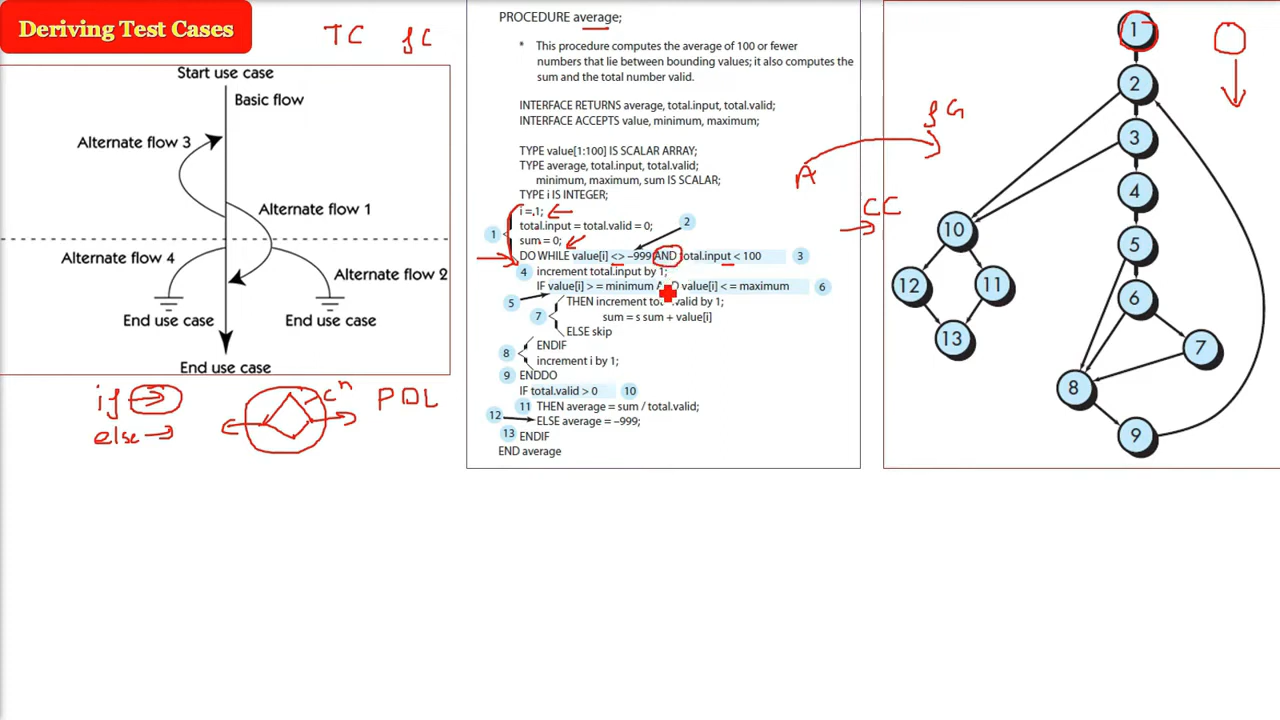 Deriving Test Cases
TC
Start use case
Basic flow
Alternate flow 3
Alternate flow 1
Alternate flow 4
Alternate flow 2
End use case
End use case
End use case
if
else
PDL
PROCEDURE average;
* This procedure computes the average of 100 or fewer
numbers that lie between bounding values; it also computes the
sum and the total number valid.
INTERFACE RETURNS average, total.input, total.valid;
INTERFACE ACCEPTS value, minimum, maximum;
TYPE value[1:100] IS SCALAR ARRAY;
TYPE average, total.input, total.valid;
minimum, maximum, sum IS SCALAR;
TYPE i IS INTEGER;
i = 1;
1 total.input = total.valid = 0; 2
sum = 0;
DO WHILE value[i] <> –999 AND total.input < 100 3
4 increment total.input by 1;
IF value[i] > = minimum value[i] < = maximum 6
5 THEN increment by 1;
7 sum = s sum + value[i]
ELSE skip
8 ENDIF
increment i by 1;
9 ENDDO
IF total.valid > 0 10
11 THEN average = sum / total.valid;
12 ELSE average = –999;
13 ENDIF
END average
A
CC
1
2
3
4
5
6
7
8
9
10
12
11
13